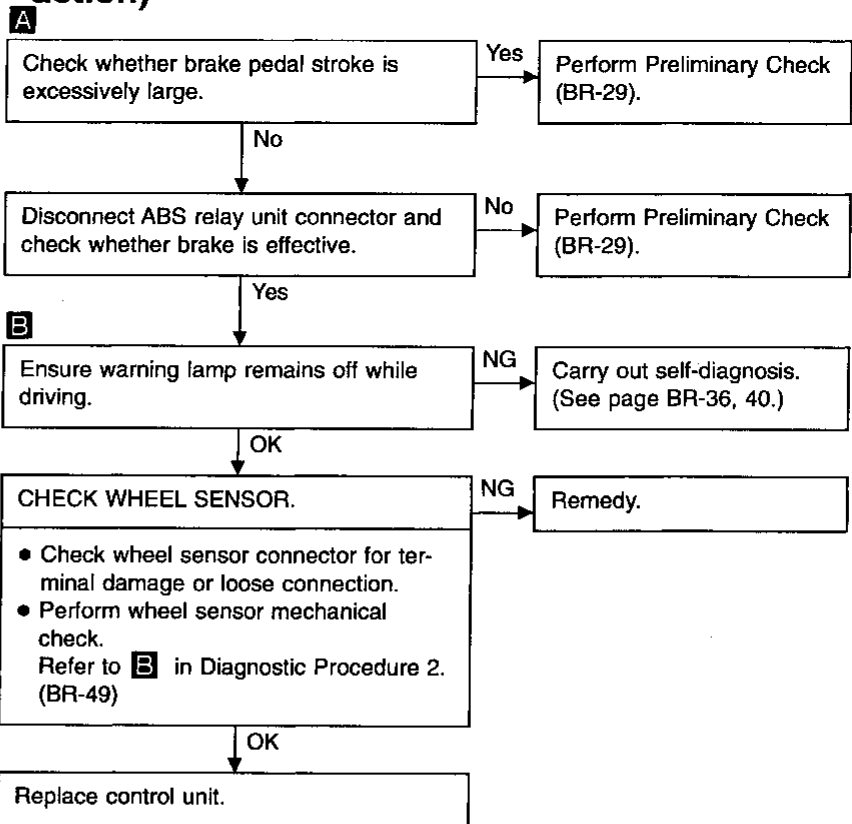 action)
A
Check whether brake pedal stroke is
excessively large.
Yes
Perform Preliminary Check
(BR-29).
No
Disconnect ABS relay unit connector and
check whether brake is effective.
No
Perform Preliminary Check
(BR-29).
Yes
B
Ensure warning lamp remains off while
driving.
NG
Carry out self-diagnosis.
(See page BR-36, 40.)
OK
CHECK WHEEL SENSOR.
NG
Remedy.
● Check wheel sensor connector for ter-
minal damage or loose connection.
● Perform wheel sensor mechanical
check.
Refer to B in Diagnostic Procedure 2.
(BR-49)
OK
Replace control unit.